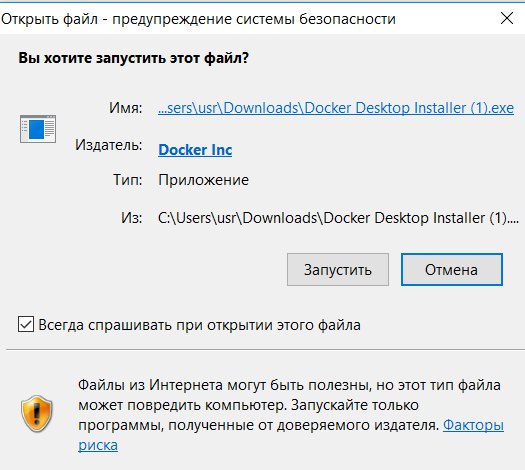 Открыть файл - предупреждение системы безопасности
Вы хотите запустить этот файл?
Имя: ...sers\usr\Downloads\Docker Desktop Installer (1).exe
Издатель: Docker Inc
Тип: Приложение
Из: C:\Users\usr\Downloads\Docker Desktop Installer (1)....
Запустить Отмена
Всегда спрашивать при открытии этого файла
Файлы из Интернета могут быть полезны, но этот тип файла
может повредить компьютер. Запускайте только
программы, полученные от доверяемого издателя. Факторы
риска